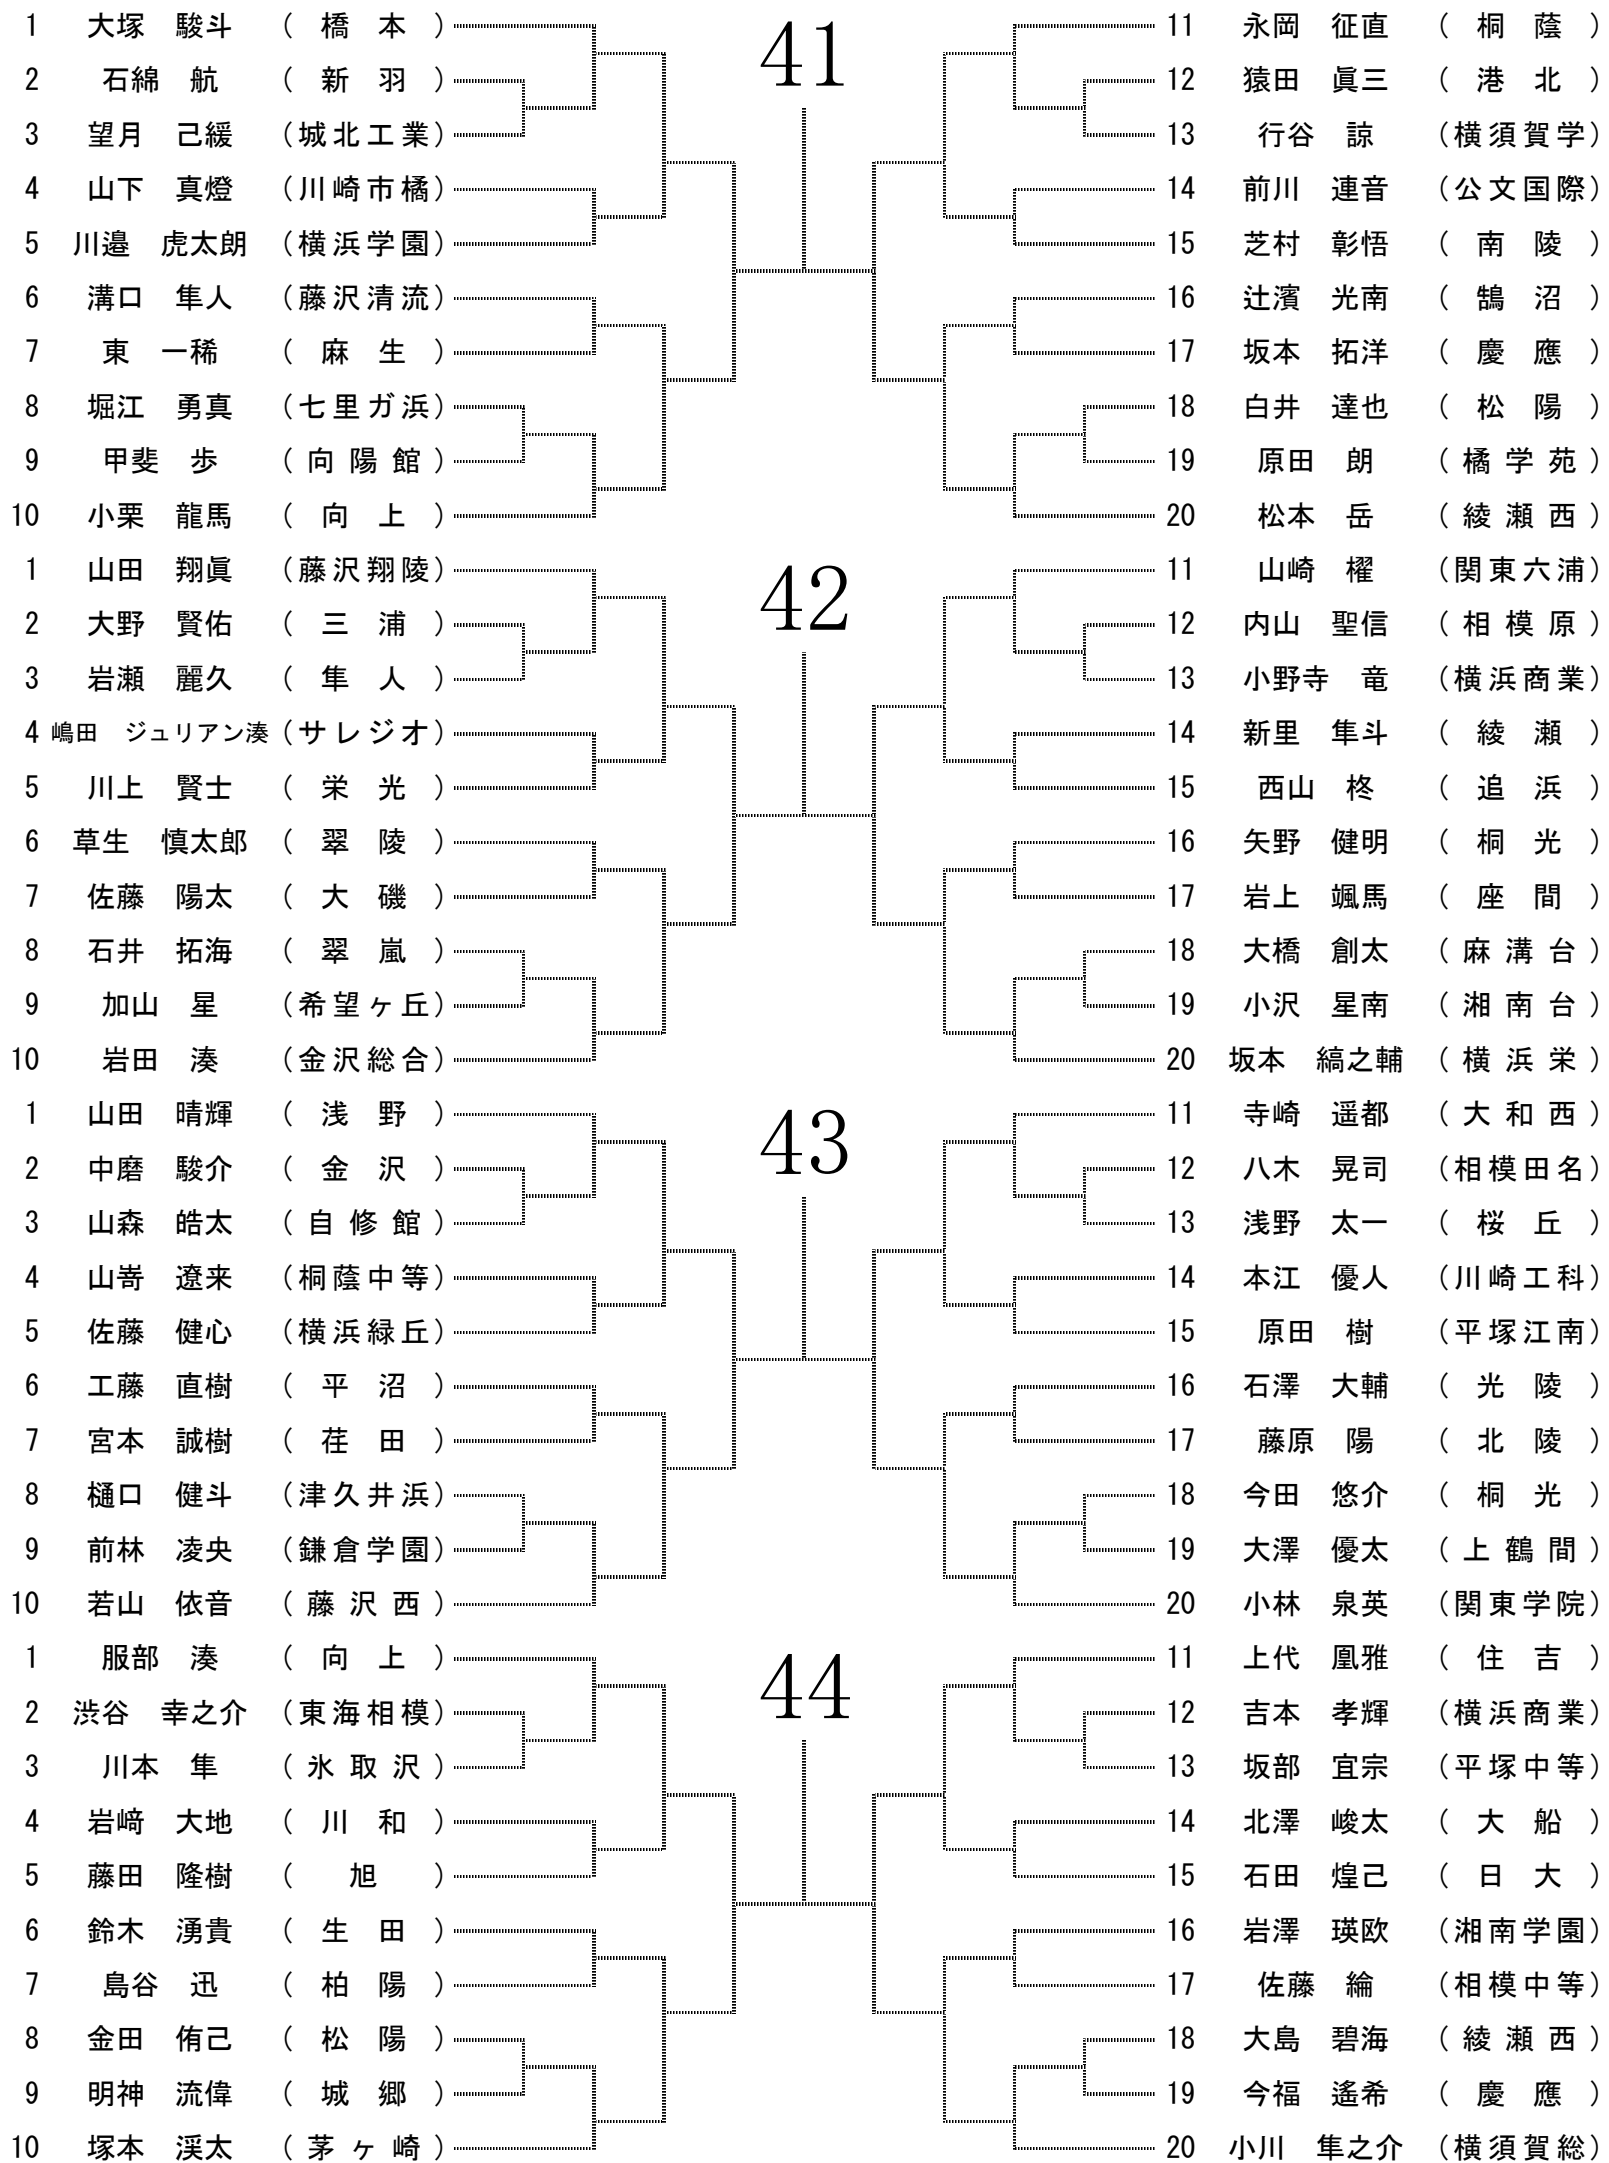 41
1 大塚 駿斗 (橋本)
2 石綿 航 (新羽)
3 望月 己緩 (城北工業)
4 山下 真燈 (川崎市橘)
5 川邉 虎太朗 (横浜学園)
6 溝口 隼人 (藤沢清流)
7 東 一稀 (麻生)
8 堀江 勇真 (七里ガ浜)
9 甲斐 歩 (向陽館)
10 小栗 龍馬 (向上)
11 永岡 征直 (桐蔭)
12 猿田 眞三 (港北)
13 行谷 諒 (横須賀学)
14 前川 連音 (公文国際)
15 芝村 彰悟 (南陵)
16 辻濱 光南 (鵠沼)
17 坂本 拓洋 (慶應)
18 白井 達也 (松陽)
19 原田 朗 (橘学苑)
20 松本 岳 (綾瀬西)
42
1 山田 翔眞 (藤沢翔陵)
2 大野 賢佑 (三浦)
3 岩瀬 麗久 (隼人)
4 嶋田 ジュリアン湊 (サレジオ)
5 川上 賢士 (栄光)
6 草生 慎太郎 (翠陵)
7 佐藤 陽太 (大磯)
8 石井 拓海 (翠嵐)
9 加山 星 (希望ヶ丘)
10 岩田 湊 (金沢総合)
11 山崎 櫂 (関東六浦)
12 内山 聖信 (相模原)
13 小野寺 竜 (横浜商業)
14 新里 隼斗 (綾瀬)
15 西山 柊 (追浜)
16 矢野 健明 (桐光)
17 岩上 颯馬 (座間)
18 大橋 創太 (麻溝台)
19 小沢 星南 (湘南台)
20 坂本 縞之輔 (横浜栄)
43
1 山田 晴輝 (浅野)
2 中磨 駿介 (金沢)
3 山森 皓太 (自修館)
4 山嵜 遼来 (桐蔭中等)
5 佐藤 健心 (横浜緑丘)
6 工藤 直樹 (平沼)
7 宮本 誠樹 (荏田)
8 樋口 健斗 (津久井浜)
9 前林 凌央 (鎌倉学園)
10 若山 依音 (藤沢西)
11 寺崎 遥都 (大和西)
12 八木 晃司 (相模田名)
13 浅野 太一 (桜丘)
14 本江 優人 (川崎工科)
15 原田 樹 (平塚江南)
16 石澤 大輔 (光陵)
17 藤原 陽 (北陵)
18 今田 悠介 (桐光)
19 大澤 優太 (上鶴間)
20 小林 泉英 (関東学院)
44
1 服部 湊 (向上)
2 渋谷 幸之介 (東海相模)
3 川本 隼 (氷取沢)
4 岩﨑 大地 (川和)
5 藤田 隆樹 (旭)
6 鈴木 湧貴 (生田)
7 島谷 迅 (柏陽)
8 金田 侑己 (松陽)
9 明神 流偉 (城郷)
10 塚本 渓太 (茅ヶ崎)
11 上代 凰雅 (住吉)
12 吉本 孝輝 (横浜商業)
13 坂部 宜宗 (平塚中等)
14 北澤 峻太 (大船)
15 石田 煌己 (日大)
16 岩澤 瑛欧 (湘南学園)
17 佐藤 綸 (相模中等)
18 大島 碧海 (綾瀬西)
19 今福 遙希 (慶應)
20 小川 隼之介 (横須賀総)